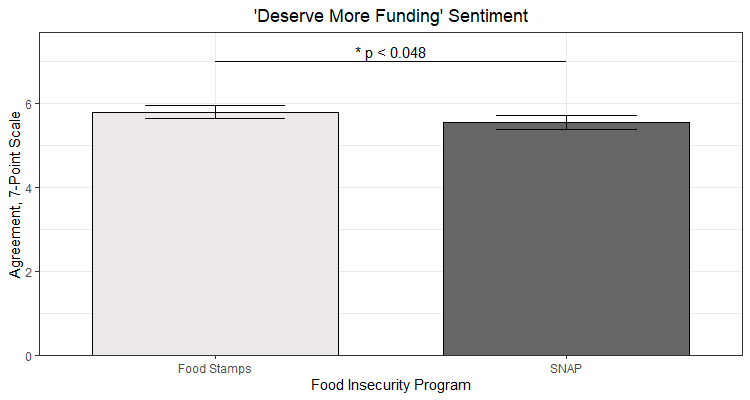 'Deserve More Funding' Sentiment
* p < 0.048
Agreement, 7-Point Scale
6
4
2
0
Food Stamps
SNAP
Food Insecurity Program